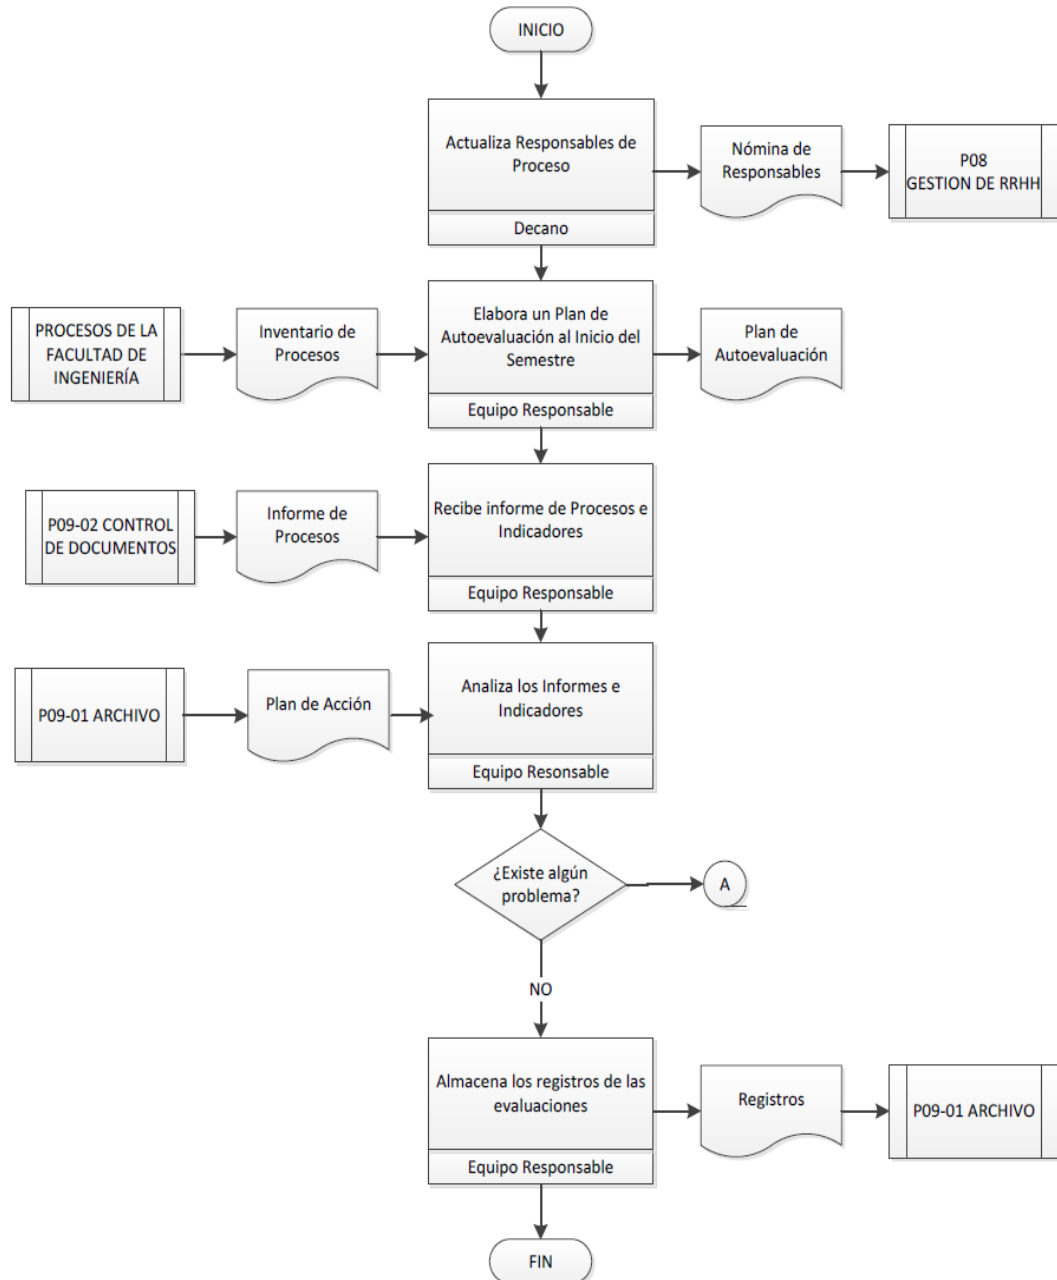 INICIO
Actualiza Responsables de
Proceso
Decano
Nómina de
Responsables
P08
GESTION DE RRHH
PROCESOS DE LA
FACULTAD DE
INGENIERÍA
Inventario de
Procesos
Elabora un Plan de
Autoevaluación al Inicio del
Semestre
Equipo Responsable
Plan de
Autoevaluación
P09-02 CONTROL
DE DOCUMENTOS
Informe de
Procesos
Recibe informe de Procesos e
Indicadores
Equipo Responsable
P09-01 ARCHIVO
Plan de Acción
Analiza los Informes e
Indicadores
Equipo Resonsable
¿Existe algún
problema?
A
NO
Almacena los registros de las
evaluaciones
Equipo Responsable
Registros
P09-01 ARCHIVO
FIN